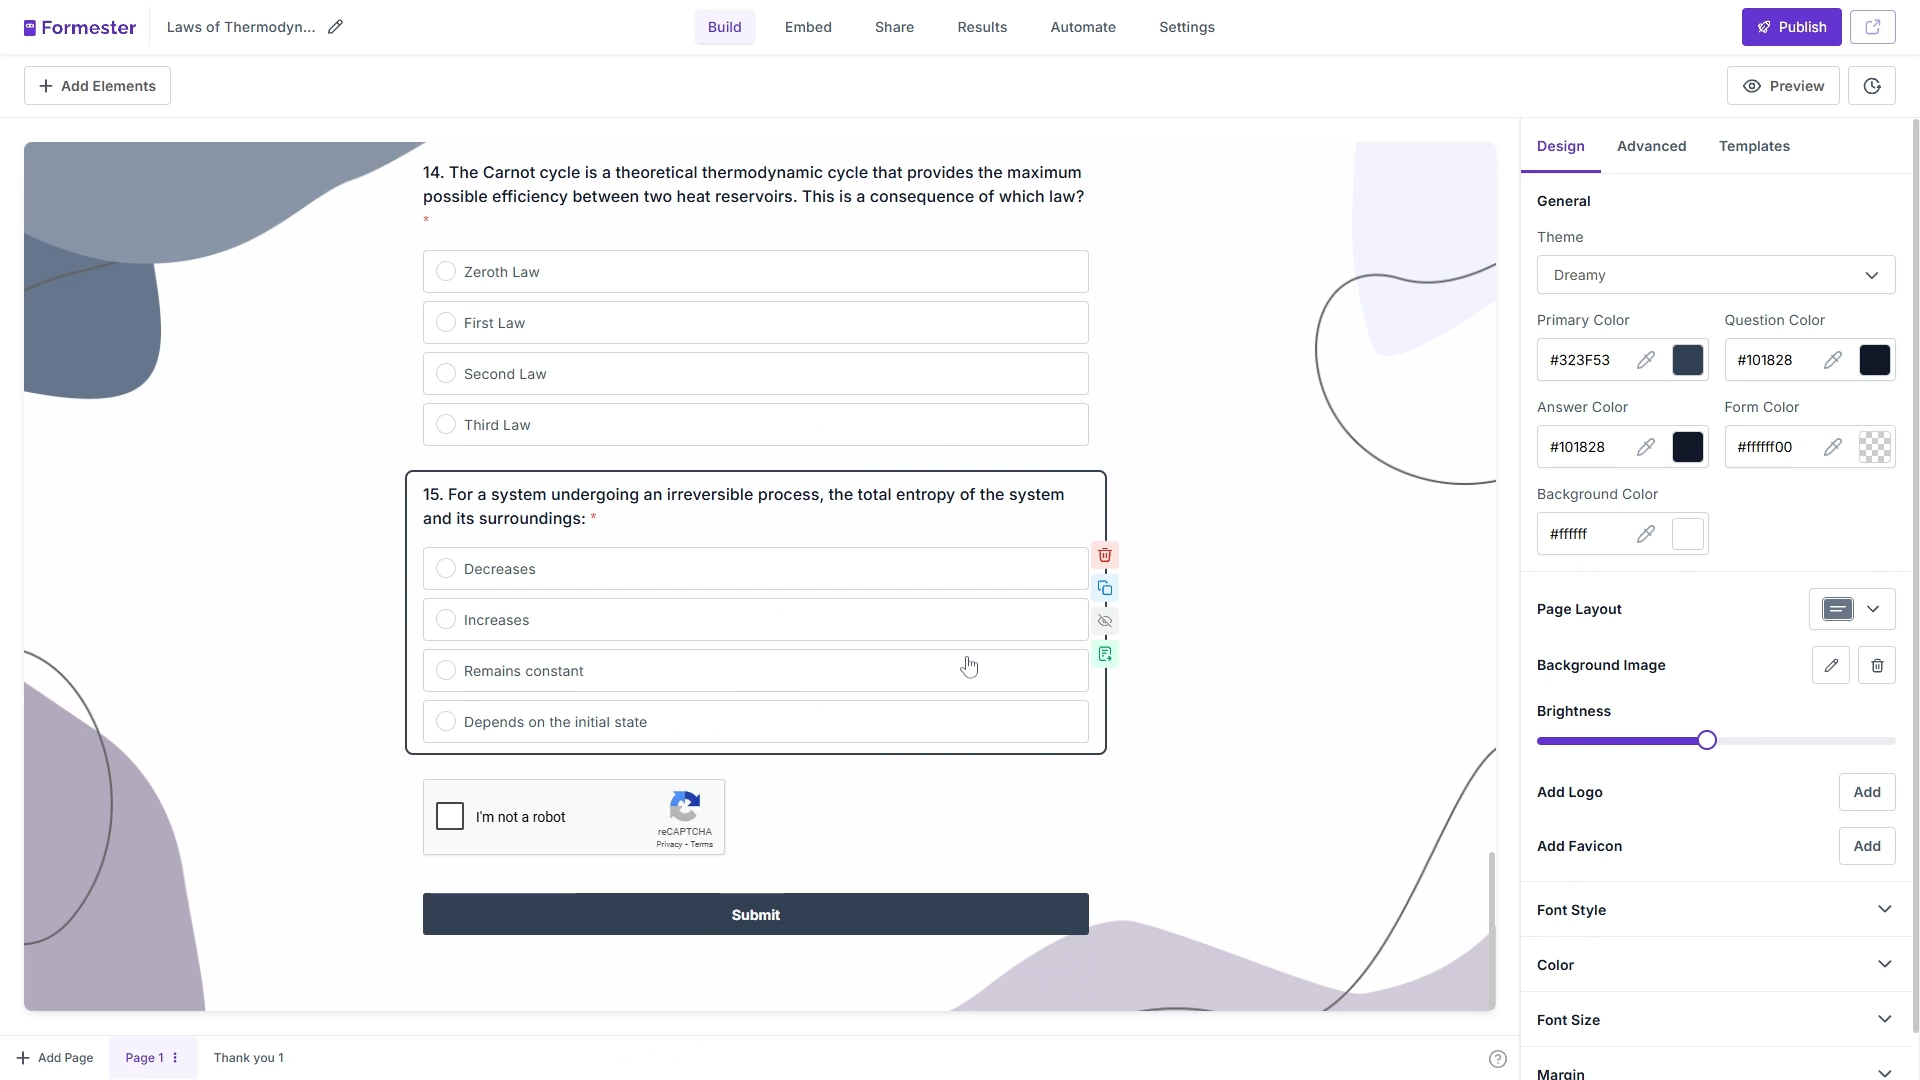 Formester
Laws of Thermodyn...
Build
Embed
Share
Results
Automate
Settings
Publish
Add Elements
Preview
14. The Carnot cycle is a theoretical thermodynamic cycle that provides the maximum
possible efficiency between two heat reservoirs. This is a consequence of which law?
*
Zeroth Law
First Law
Second Law
Third Law
15. For a system undergoing an irreversible process, the total entropy of the system
and its surroundings: *
Decreases
Increases
Remains constant
Depends on the initial state
I'm not a robot
reCAPTCHA
Privacy - Terms
Submit
Add Page
Page 1
Thank you 1
Design
Advanced
Templates
General
Theme
Dreamy
Primary Color
Question Color
#323F53
#101828
Answer Color
Form Color
#101828
#ffffff00
Background Color
#ffffff
Page Layout
Background Image
Brightness
Add Logo
Add
Add Favicon
Add
Font Style
Color
Font Size
Margin